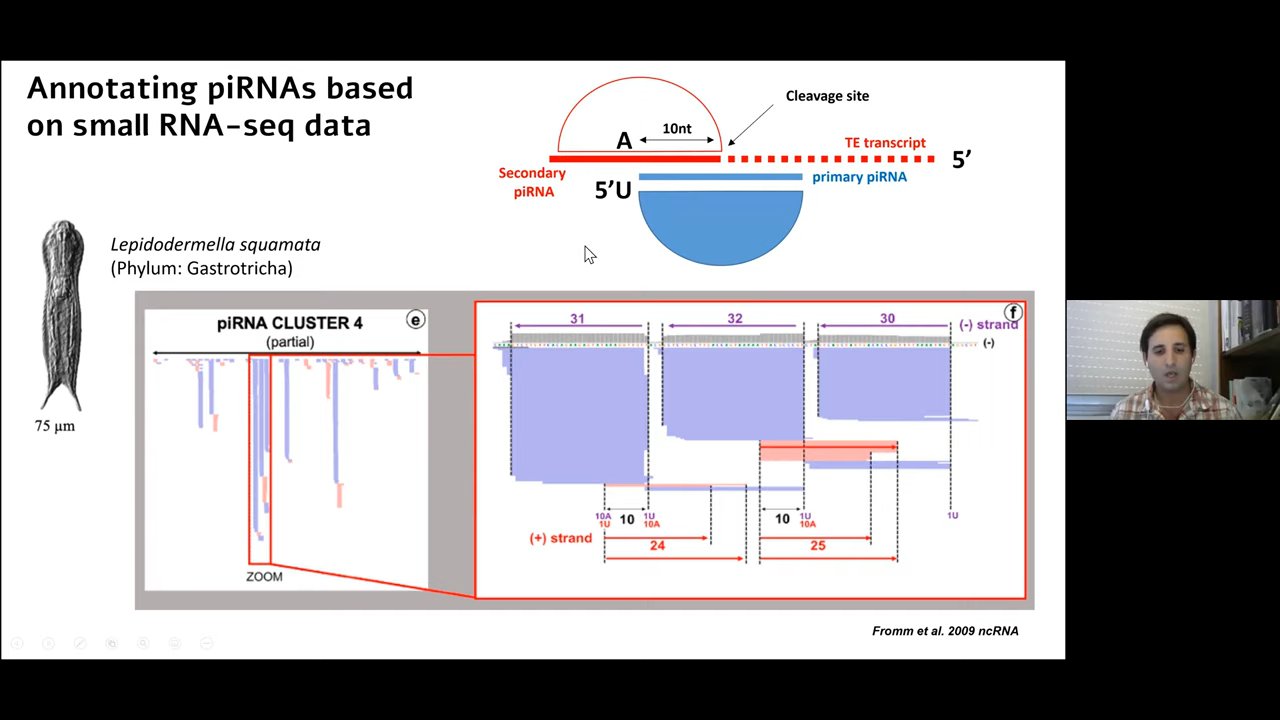 Annotating piRNAs based
on small RNA-seq data
Cleavage site
A
10nt
TE transcript
5’
Secondary
piRNA
5’U
primary piRNA
Lepidodermella squamata
(Phylum: Gastrotricha)
75 µm
piRNA CLUSTER 4
(partial)
e
ZOOM
f
31
32
30
(-) strand
(-)
10A
1U
10
1U
10A
10
1U
10A
1U
(+) strand
24
25
Fromm et al. 2009 ncRNA